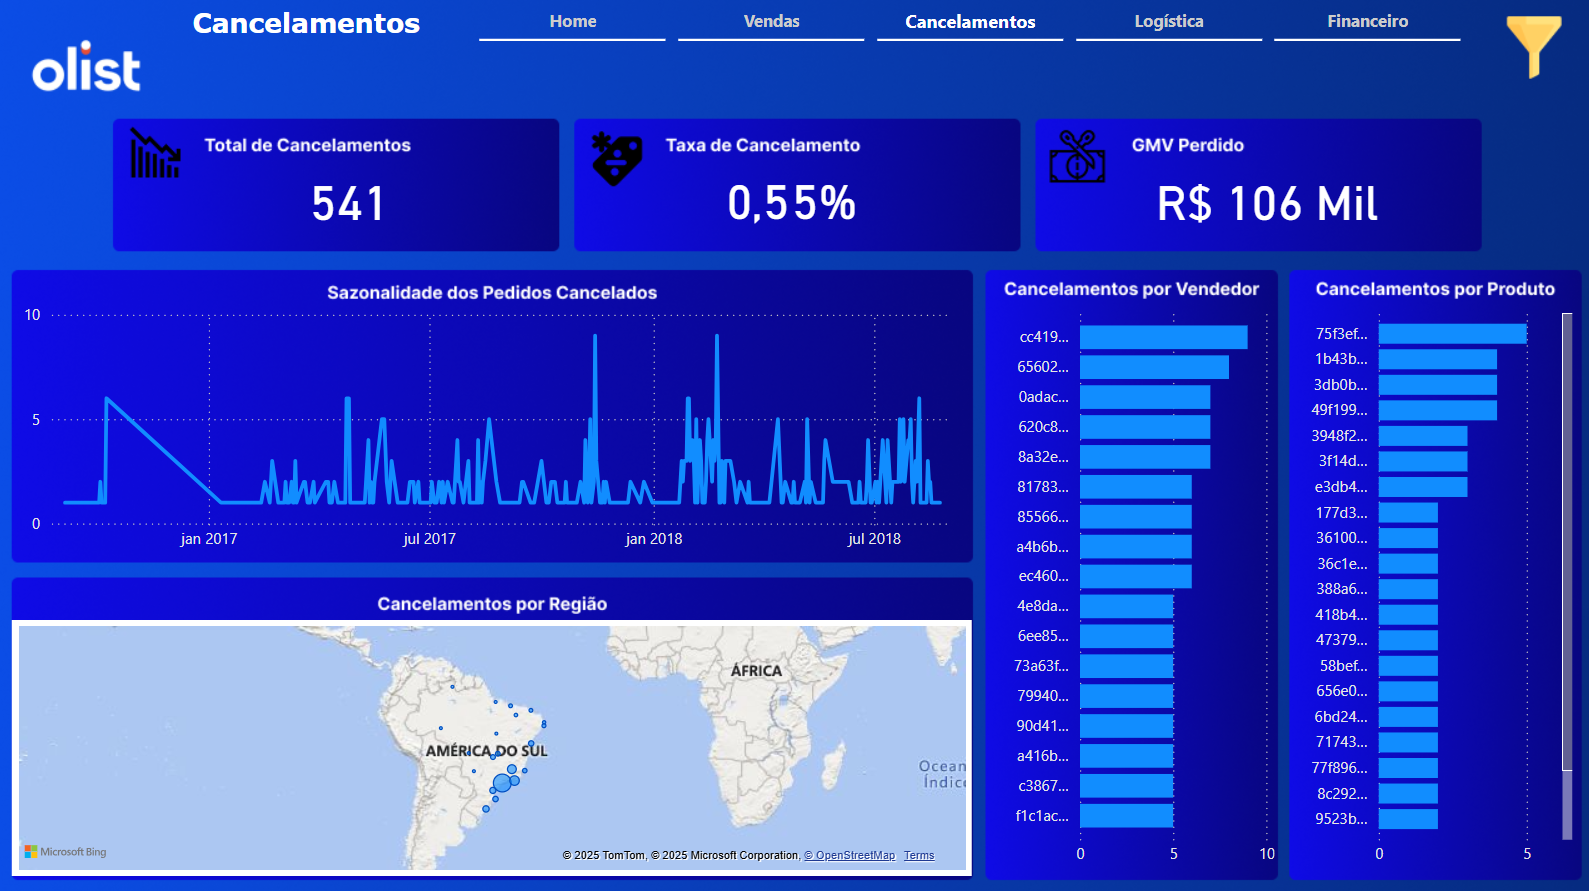 Cancelamentos
Home
Vendas
Cancelamentos
Logística
Financeiro
olist
Total de Cancelamentos
541
Taxa de Cancelamento
0,55%
GMV Perdido
R$ 106 Mil
Sazonalidade dos Pedidos Cancelados
10
5
0
jan 2017
jul 2017
jan 2018
jul 2018
Cancelamentos por Região
AMÉRICA DO SUL
ÁFRICA
Ocean
Índic
Microsoft Bing
© 2025 TomTom, © 2025 Microsoft Corporation, © OpenStreetMap Terms
Cancelamentos por Vendedor
cc419...
65602...
0adac...
620c8...
8a32e...
81783...
85566...
a4b6b...
ec460...
4e8da...
6ee85...
73a63f...
79940...
90d41...
a416b...
c3867...
f1c1ac...
0
5
10
Cancelamentos por Produto
75f3ef...
1b43b...
3db0b...
49f199...
3948f2...
3f14d...
e3db4...
177d3...
36100...
36c1e...
388a6...
418b4...
47379...
58bef...
656e0...
6bd24...
71743...
77f896...
8c292...
9523b...
0
5